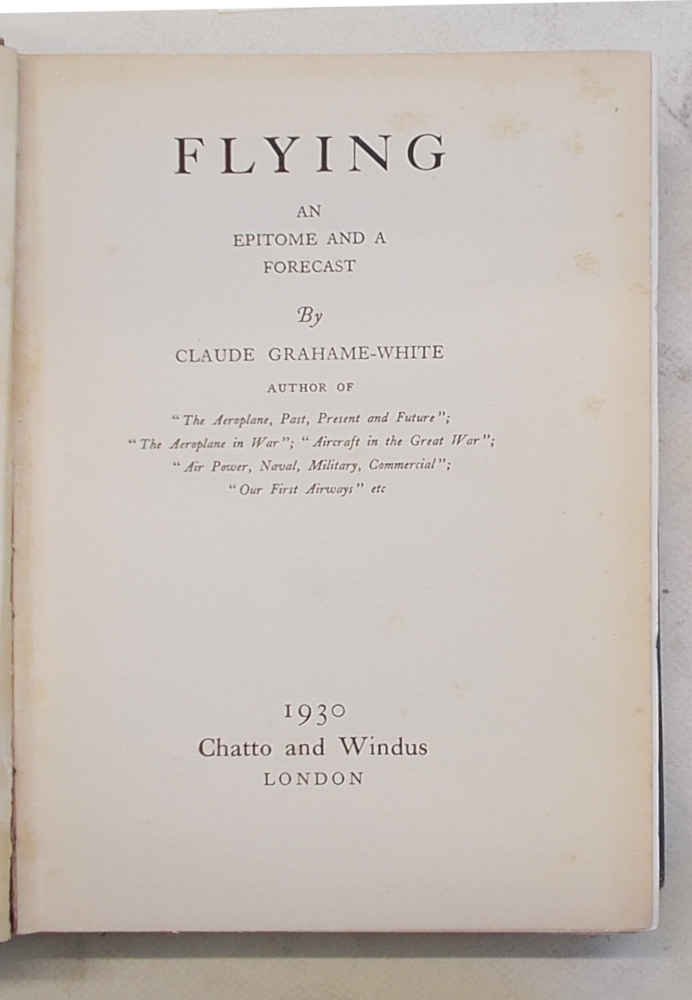 FLYING
AN
EPITOME AND A
FORECAST
By
CLAUDE GRAHAME-WHITE
AUTHOR OF
"The Aeroplane, Past, Present and Future";
"The Aeroplane in War"; "Aircraft in the Great War";
"Air Power, Naval, Military, Commercial";
"Our First Airways" etc
1930
Chatto and Windus
LONDON